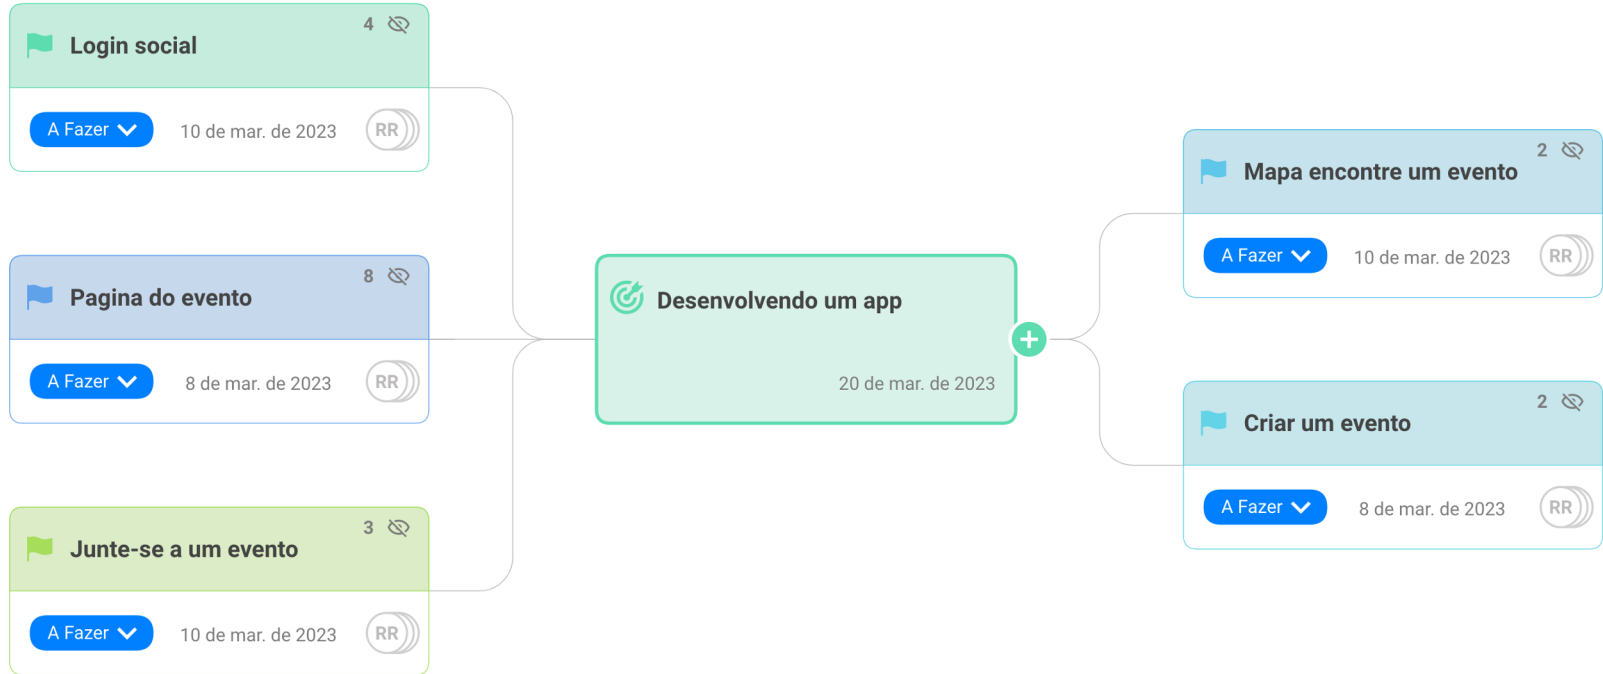 4
Login social
A Fazer
10 de mar. de 2023
RR
8
Pagina do evento
A Fazer
8 de mar. de 2023
RR
3
Junte-se a um evento
A Fazer
10 de mar. de 2023
RR
Desenvolvendo um app
20 de mar. de 2023
2
Mapa encontre um evento
A Fazer
10 de mar. de 2023
RR
2
Criar um evento
A Fazer
8 de mar. de 2023
RR